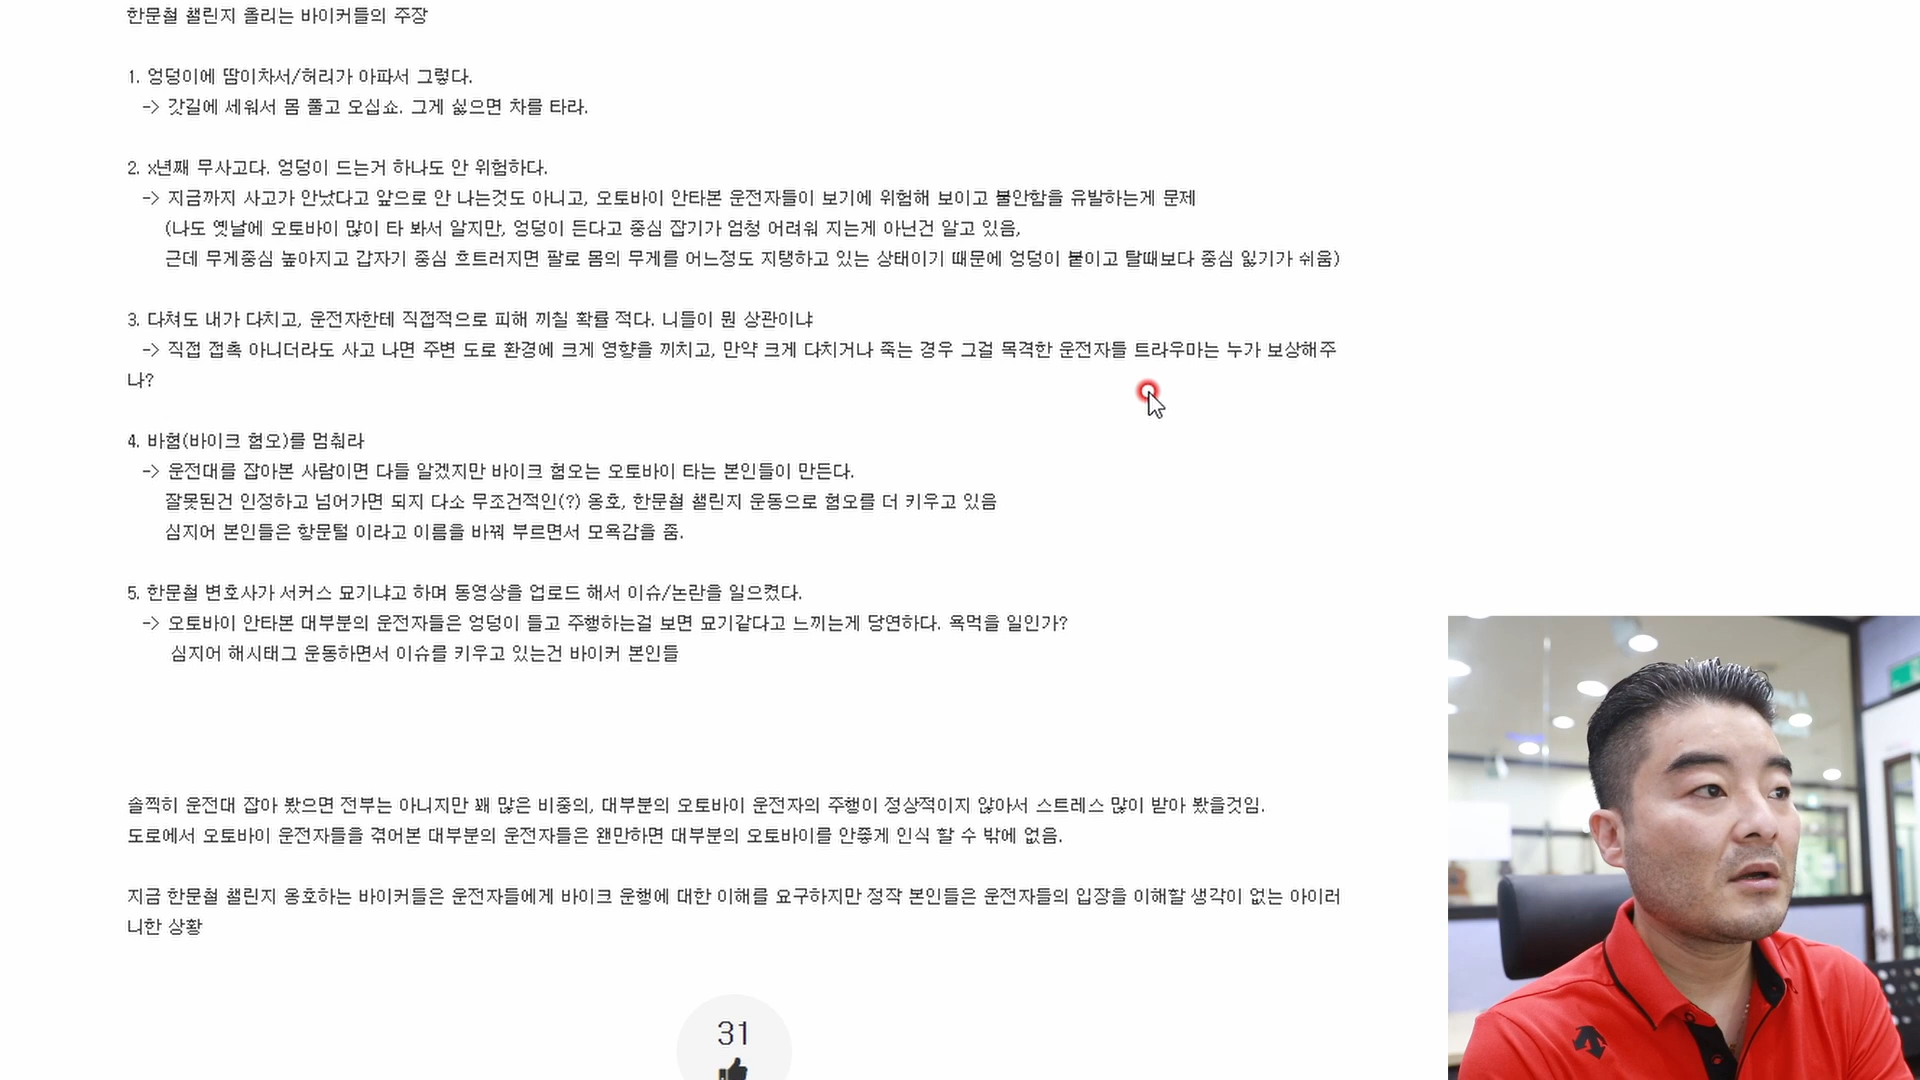 한문철 챌린지 올리는 바이커들의 주장
1. 엉덩이에 땀이차서/허리가 아파서 그렇다.
-> 갓길에 세워서 몸 풀고 오십쇼. 그게 싫으면 차를 타라.
2. x년째 무사고다. 엉덩이 드는거 하나도 안 위험하다.
-> 지금까지 사고가 안났다고 앞으로 안 나는것도 아니고, 오토바이 안타본 운전자들이 보기에 위험해 보이고 불안함을 유발하는게 문제
(나도 옛날에 오토바이 많이 타 봐서 알지만, 엉덩이 든다고 중심 잡기가 엄청 어려워 지는게 아닌건 알고 있음,
근데 무게중심 높아지고 갑자기 중심 흐트러지면 팔로 몸의 무게를 어느정도 지탱하고 있는 상태이기 때문에 엉덩이 붙이고 탈때보다 중심 잃기가 쉬움)
3. 다쳐도 내가 다치고, 운전자한테 직접적으로 피해 끼칠 확률 적다. 니들이 뭔 상관이냐
-> 직접 접촉 아니더라도 사고 나면 주변 도로 환경에 크게 영향을 끼치고, 만약 크게 다치거나 죽는 경우 그걸 목격한 운전자들 트라우마는 누가 보상해주
나?
4. 바혐(바이크 혐오)를 멈춰라
-> 운전대를 잡아본 사람이면 다들 알겠지만 바이크 혐오는 오토바이 타는 본인들이 만든다.
잘못된건 인정하고 넘어가면 되지 다소 무조건적인(?) 옹호, 한문철 챌린지 운동으로 혐오를 더 키우고 있음
심지어 본인들은 항문털 이라고 이름을 바꿔 부르면서 모욕감을 줌.
5. 한문철 변호사가 서커스 묘기냐고 하며 동영상을 업로드 해서 이슈/논란을 일으켰다.
-> 오토바이 안타본 대부분의 운전자들은 엉덩이 들고 주행하는걸 보면 묘기같다고 느끼는게 당연하다. 욕먹을 일인가?
심지어 해시태그 운동하면서 이슈를 키우고 있는건 바이커 본인들
솔찍히 운전대 잡아 봤으면 전부는 아니지만 꽤 많은 비중의, 대부분의 오토바이 운전자의 주행이 정상적이지 않아서 스트레스 많이 받아 봤을것임.
도로에서 오토바이 운전자들을 겪어본 대부분의 운전자들은 왠만하면 대부분의 오토바이를 안좋게 인식 할 수 밖에 없음.
지금 한문철 챌린지 옹호하는 바이커들은 운전자들에게 바이크 운행에 대한 이해를 요구하지만 정작 본인들은 운전자들의 입장을 이해할 생각이 없는 아이러
니한 상황
31